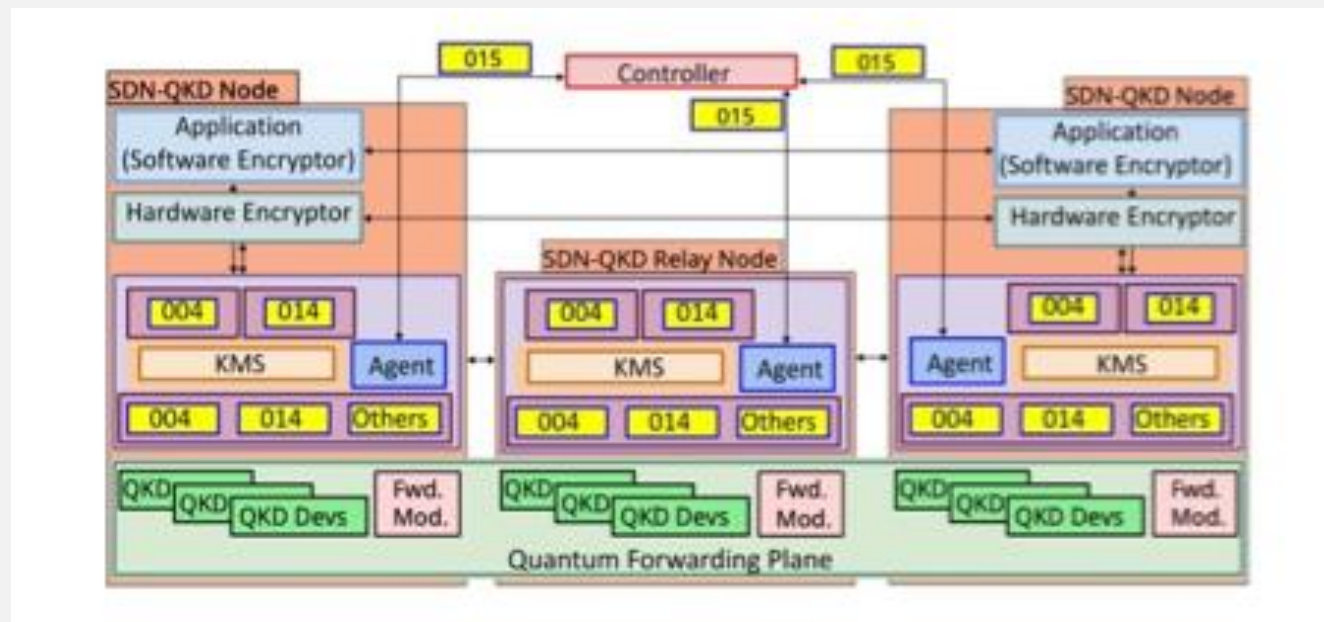 015
Controller
015
015
SDN-QKD Node
Application
(Software Encryptor)
Hardware Encryptor
004
014
KMS
Agent
004
014
Others
QKD
QKD
QKD Devs
Fwd.
Mod.
SDN-QKD Relay Node
004
014
KMS
Agent
004
014
Others
QKD
QKD
QKD Devs
Fwd.
Mod.
SDN-QKD Node
Application
(Software Encryptor)
Hardware Encryptor
004
014
Agent
KMS
004
014
Others
QKD
QKD
QKD Devs
Fwd.
Mod.
Quantum Forwarding Plane